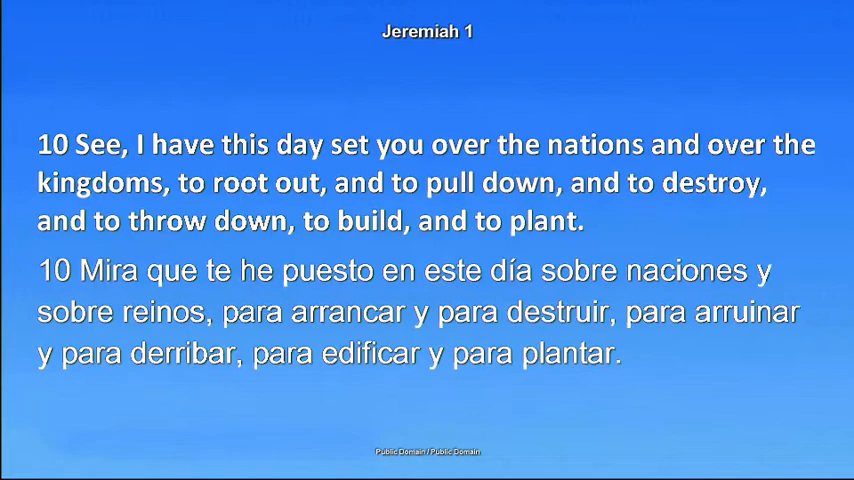 Jeremiah 1
10 See, I have this day set you over the nations and over the
kingdoms, to root out, and to pull down, and to destroy,
and to throw down, to build, and to plant.
10 Mira que te he puesto en este día sobre naciones y
sobre reinos, para arrancar y para destruir, para arruinar
y para derribar, para edificar y para plantar.
Public Domain / Public Domain